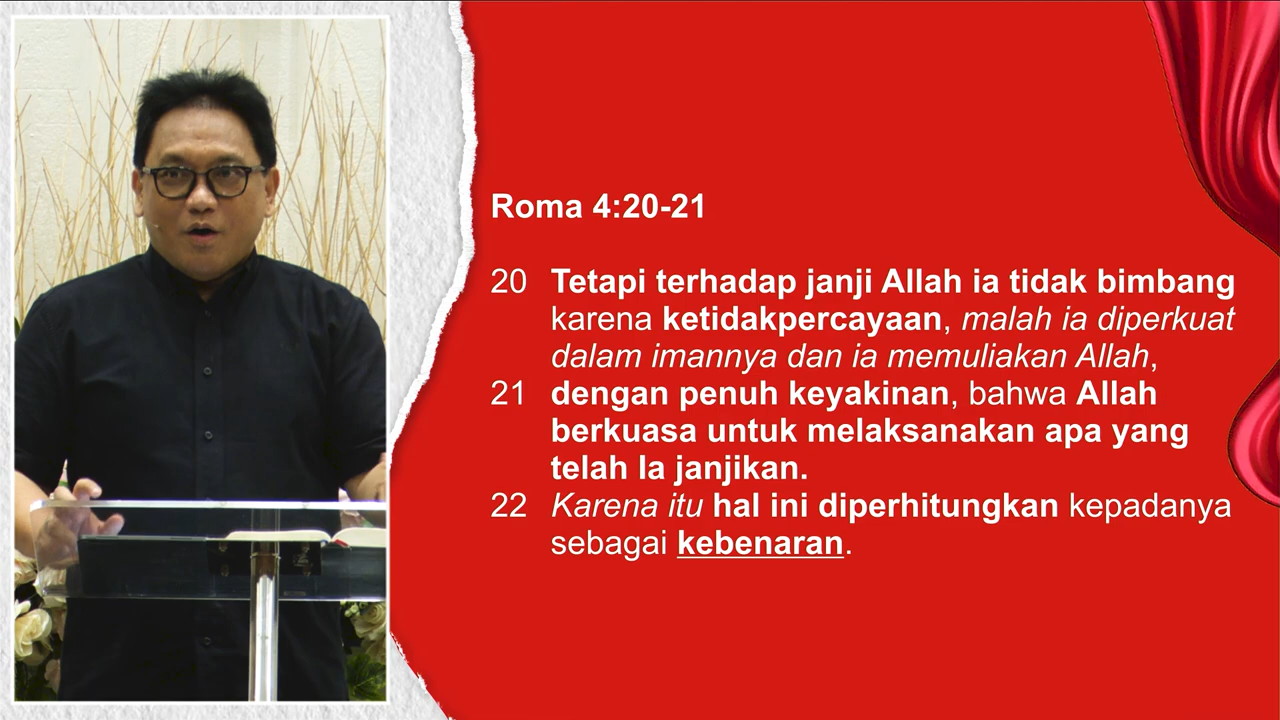 Roma 4:20-21
20 Tetapi terhadap janji Allah ia tidak bimbang
karena ketidakpercayaan, malah ia diperkuat
dalam imannya dan ia memuliakan Allah,
21 dengan penuh keyakinan, bahwa Allah
berkuasa untuk melaksanakan apa yang
telah Ia janjikan.
22 Karena itu hal ini diperhitungkan kepadanya
sebagai kebenaran.